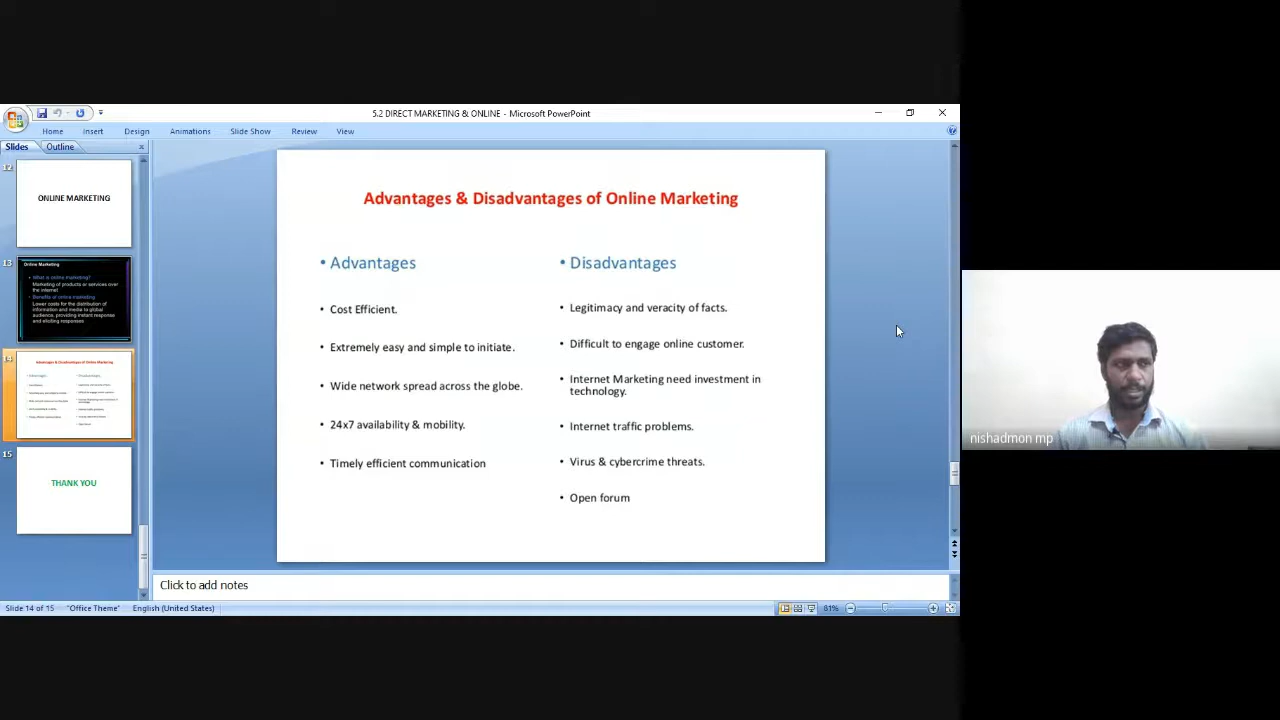 5.2 DIRECT MARKETING & ONLINE - Microsoft PowerPoint
Home Insert Design Animations Slide Show Review View
Slides Outline
12
ONLINE MARKETING
13
Online Marketing
• What is online marketing?
Marketing of products or services over
the internet
• Benefits of online marketing
Lower costs for the distribution of
information and media to global
audience, providing instant response
and eliciting responses
14
Advantages & Disadvantages of Online Marketing
15
THANK YOU
Advantages & Disadvantages of Online Marketing
• Advantages
• Cost Efficient.
• Extremely easy and simple to initiate.
• Wide network spread across the globe.
• 24x7 availability & mobility.
• Timely efficient communication
• Disadvantages
• Legitimacy and veracity of facts.
• Difficult to engage online customer.
• Internet Marketing need investment in
technology.
• Internet traffic problems.
• Virus & cybercrime threats.
• Open forum
Click to add notes
Slide 14 of 15 "Office Theme" English (United States) 81%
nishadmon mp